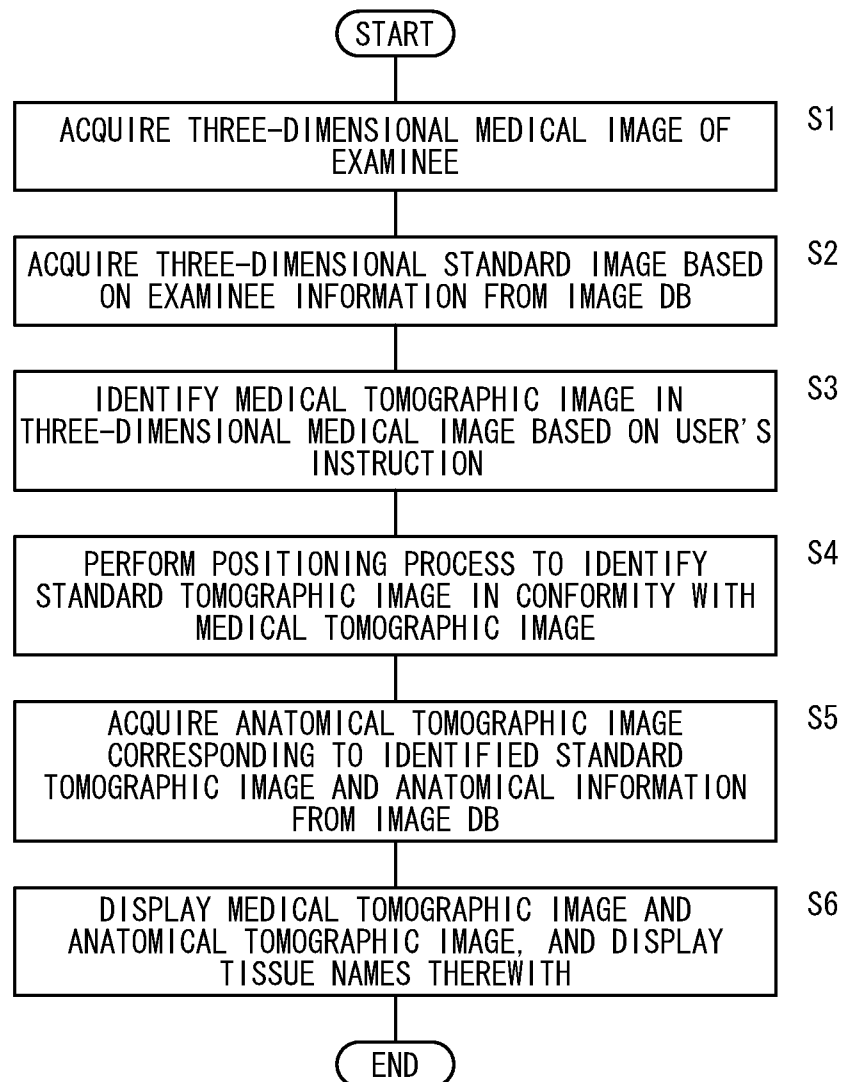 START
ACQUIRE THREE-DIMENSIONAL MEDICAL IMAGE OF
EXAMINEE
S1
ACQUIRE THREE-DIMENSIONAL STANDARD IMAGE BASED
ON EXAMINEE INFORMATION FROM IMAGE DB
S2
IDENTIFY MEDICAL TOMOGRAPHIC IMAGE IN
THREE-DIMENSIONAL MEDICAL IMAGE BASED ON USER'S
INSTRUCTION
S3
PERFORM POSITIONING PROCESS TO IDENTIFY
STANDARD TOMOGRAPHIC IMAGE IN CONFORMITY WITH
MEDICAL TOMOGRAPHIC IMAGE
S4
ACQUIRE ANATOMICAL TOMOGRAPHIC IMAGE
CORRESPONDING TO IDENTIFIED STANDARD
TOMOGRAPHIC IMAGE AND ANATOMICAL INFORMATION
FROM IMAGE DB
S5
DISPLAY MEDICAL TOMOGRAPHIC IMAGE AND
ANATOMICAL TOMOGRAPHIC IMAGE, AND DISPLAY
TISSUE NAMES THEREWITH
S6
END